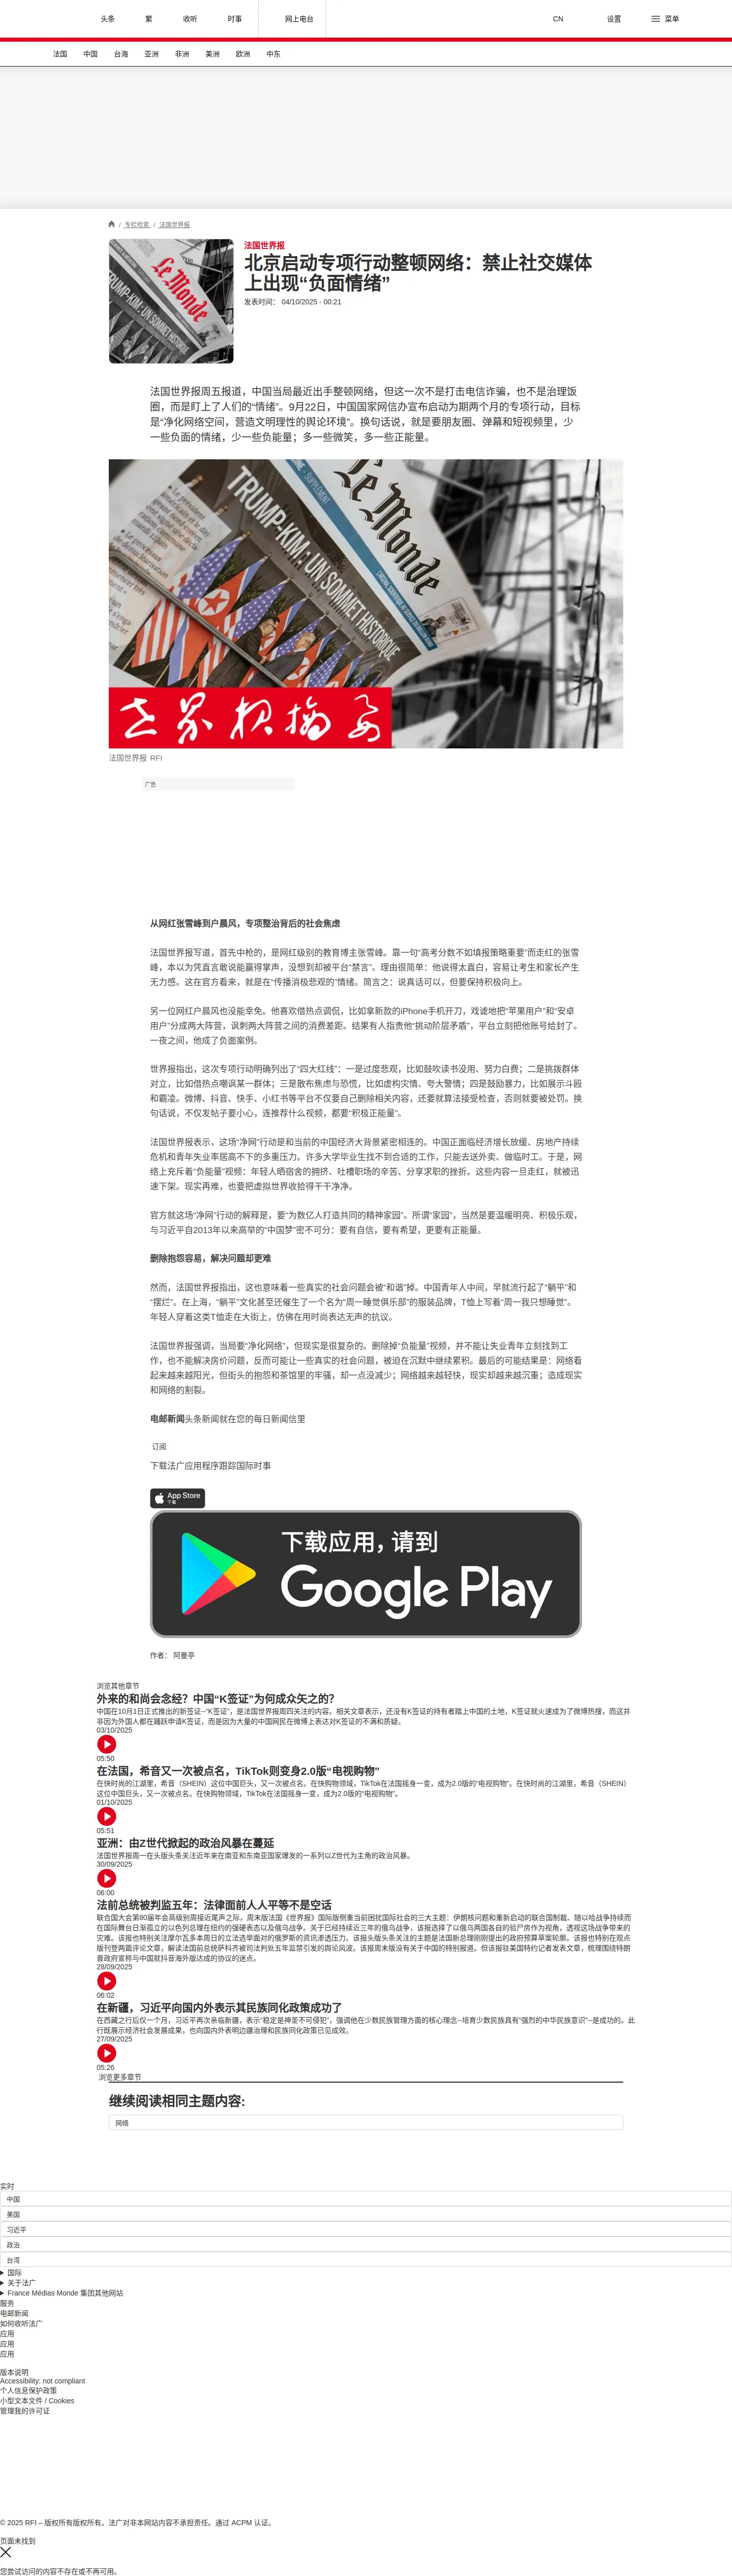 头条
繁
收听
时事
网上电台
CN
设置
菜单
法国
中国
台海
亚洲
非洲
美洲
欧洲
中东
/ 专栏检索 / 法国世界报
法国世界报
北京启动专项行动整顿网络：禁止社交媒体
上出现“负面情绪”
发表时间： 04/10/2025 - 00:21
法国世界报周五报道，中国当局最近出手整顿网络，但这一次不是打击电信诈骗，也不是治理饭
圈，而是盯上了人们的“情绪”。9月22日，中国国家网信办宣布启动为期两个月的专项行动，目标
是“净化网络空间，营造文明理性的舆论环境”。换句话说，就是要朋友圈、弹幕和短视频里，少
一些负面的情绪，少一些负能量；多一些微笑，多一些正能量。
Le Monde
TRUMP-KIM: UN SOMMET HISTORIQUE
世界报摘要
法国世界报 RFI
广告
从网红张雪峰到户晨风，专项整治背后的社会焦虑
法国世界报写道，首先中枪的，是网红级别的教育博主张雪峰。靠一句“高考分数不如填报策略重要”而走红的张雪
峰，本以为凭直言敢说能赢得掌声，没想到却被平台“禁言”。理由很简单：他说得太直白，容易让考生和家长产生
无力感。这在官方看来，就是在“传播消极悲观的”情绪。简言之：说真话可以，但要保持积极向上。
另一位网红户晨风也没能幸免。他喜欢借热点调侃，比如拿新款的iPhone手机开刀，戏谑地把“苹果用户”和“安卓
用户”分成两大阵营，讽刺两大阵营之间的消费差距。结果有人指责他“挑动阶层矛盾”，平台立刻把他账号给封了。
一夜之间，他成了负面案例。
世界报指出，这次专项行动明确列出了“四大红线”：一是过度悲观，比如鼓吹读书没用、努力白费；二是挑拨群体
对立，比如借热点嘲讽某一群体；三是散布焦虑与恐慌，比如虚构灾情、夸大警情；四是鼓励暴力，比如展示斗殴
和霸凌。微博、抖音、快手、小红书等平台不仅要自己删除相关内容，还要就算法接受检查，否则就要被处罚。换
句话说，不仅发帖子要小心，连推荐什么视频，都要“积极正能量”。
法国世界报表示，这场“净网”行动是和当前的中国经济大背景紧密相连的。中国正面临经济增长放缓、房地产持续
危机和青年失业率居高不下的多重压力。许多大学毕业生找不到合适的工作，只能去送外卖、做临时工。于是，网
络上充斥着“负能量”视频：年轻人晒宿舍的拥挤、吐槽职场的辛苦、分享求职的挫折。这些内容一旦走红，就被迅
速下架。现实再难，也要把虚拟世界收拾得干干净净。
官方就这场“净网”行动的解释是，要“为数亿人打造共同的精神家园”。所谓“家园”，当然是要温暖明亮、积极乐观，
与习近平自2013年以来高举的“中国梦”密不可分：要有自信，要有希望，更要有正能量。
删除抱怨容易，解决问题却更难
然而，法国世界报指出，这也意味着一些真实的社会问题会被“和谐”掉。中国青年人中间，早就流行起了“躺平”和
“摆烂”。在上海，“躺平”文化甚至还催生了一个名为“周一睡觉俱乐部”的服装品牌，T恤上写着“周一我只想睡觉”。
年轻人穿着这类T恤走在大街上，仿佛在用时尚表达无声的抗议。
法国世界报强调，当局要“净化网络”，但现实是很复杂的。删除掉“负能量”视频，并不能让失业青年立刻找到工
作，也不能解决房价问题，反而可能让一些真实的社会问题，被迫在沉默中继续累积。最后的可能结果是：网络看
起来越来越阳光，但街头的抱怨和茶馆里的牢骚，却一点没减少；网络越来越轻快，现实却越来越沉重；造成现实
和网络的割裂。
电邮新闻头条新闻就在您的每日新闻信里
订阅
下载法广应用程序跟踪国际时事
App Store
下载
下载应用，请到
Google Play
作者： 阿曼亭
浏览其他章节
外来的和尚会念经？中国“K签证”为何成众矢之的?
中国在10月1日正式推出的新签证--“K签证”，是法国世界报周四关注的内容。相关文章表示，还没有K签证的持有者踏上中国的土地，K签证就火速成为了微博热搜，而这并
非因为外国人都在踊跃申请K签证，而是因为大量的中国网民在微博上表达对K签证的不满和质疑。
03/10/2025
05:50
在法国，希音又一次被点名，TikTok则变身2.0版“电视购物”
在快时尚的江湖里，希音（SHEIN）这位中国巨头，又一次被点名。在快购物领域，TikTok在法国摇身一变，成为2.0版的“电视购物”。在快时尚的江湖里，希音（SHEIN）
这位中国巨头，又一次被点名。在快购物领域，TikTok在法国摇身一变，成为2.0版的“电视购物”。
01/10/2025
05:51
亚洲：由Z世代掀起的政治风暴在蔓延
法国世界报周一在头版头条关注近年来在南亚和东南亚国家爆发的一系列以Z世代为主角的政治风暴。
30/09/2025
06:00
法前总统被判监五年：法律面前人人平等不是空话
联合国大会第80届年会高级别周接近尾声之际，周末版法国《世界报》国际版侧重当前困扰国际社会的三大主题：伊朗核问题和重新启动的联合国制裁、随以哈战争持续而
在国际舞台日渐孤立的以色列总理在纽约的强硬表态以及俄乌战争。关于已经持续近三年的俄乌战争，该报选择了以俄乌两国各自的验尸房作为视角，透视这场战争带来的
灾难。该报也特别关注摩尔瓦多本周日的立法选举面对的俄罗斯的资讯渗透压力。该报头版头条关注的主题是法国新总理刚刚提出的政府预算草案轮廓。该报也特别在观点
版刊登两篇评论文章，解读法国前总统萨科齐被司法判处五年监禁引发的舆论风波。该报周末版没有关于中国的特别报道。但该报驻美国特约记者发表文章，梳理围绕特朗
普政府宣称与中国就抖音海外版达成的协议的迷点。
28/09/2025
06:02
在新疆，习近平向国内外表示其民族同化政策成功了
在西藏之行后仅一个月，习近平再次亲临新疆，表示“稳定是神圣不可侵犯”，强调他在少数民族管理方面的核心理念--培育少数民族具有“强烈的中华民族意识”--是成功的。此
行既展示经济社会发展成果，也向国内外表明边疆治理和民族同化政策已见成效。
27/09/2025
05:26
浏览更多章节
继续阅读相同主题内容:
网络
实时
中国
美国
习近平
政治
台湾
国际
关于法广
France Médias Monde 集团其他网站
服务
电邮新闻
如何收听法广
应用
应用
应用
版本说明
Accessibility: not compliant
个人信息保护政策
小型文本文件 / Cookies
管理我的许可证
© 2025 RFI – 版权所有版权所有。法广对非本网站内容不承担责任。通过 ACPM 认证。
页面未找到
您尝试访问的内容不存在或不再可用。